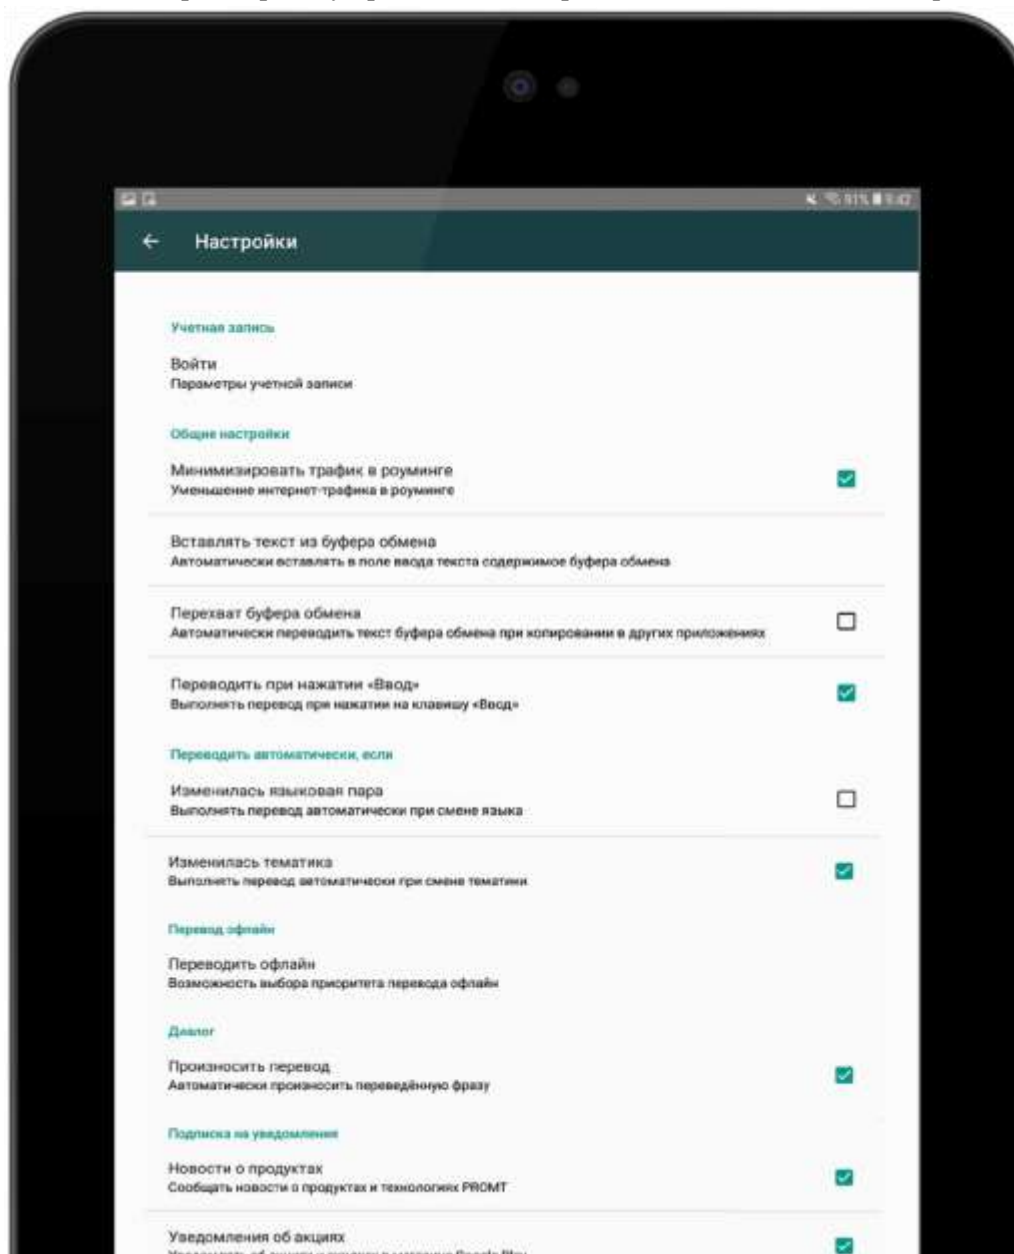 91% 9:47
Настройки
Учетная запись
Войти
Параметры учетной записи
Общие настройки
Минимизировать трафик в роуминге
Уменьшение интернет-трафика в роуминге
Вставлять текст из буфера обмена
Автоматически вставлять в поле ввода текста содержимое буфера обмена
Перехват буфера обмена
Автоматически переводить текст буфера обмена при копировании в других приложениях
Переводить при нажатии «Ввод»
Выполнять перевод при нажатии на клавишу «Ввод»
Переводить автоматически, если
Изменилась языковая пара
Выполнять перевод автоматически при смене языка
Изменилась тематика
Выполнять перевод автоматически при смене тематики
Перевод офлайн
Переводить офлайн
Возможность выбора приоритета перевода офлайн
Диалог
Произносить перевод
Автоматически произносить переведённую фразу
Подписка на уведомления
Новости о продуктах
Сообщать новости о продуктах и технологиях PROMT
Уведомления об акциях